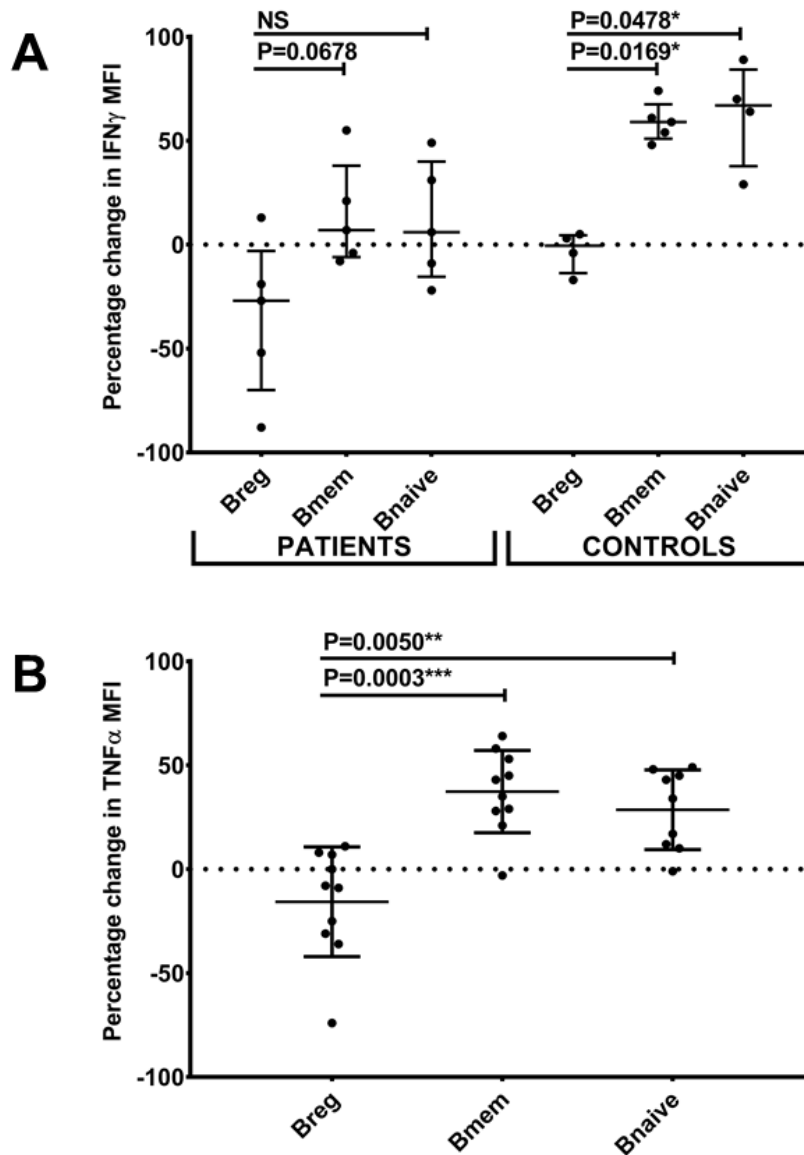 A
NS
P=0.0678
P=0.0478*
P=0.0169*
Percentage change in IFNγ MFI
100
50
0
-50
-100
Breg
Bmem
Bnaive
Breg
Bmem
Bnaive
PATIENTS
CONTROLS
B
P=0.0050**
P=0.0003***
Percentage change in TNFα MFI
100
50
0
-50
-100
Breg
Bmem
Bnaive